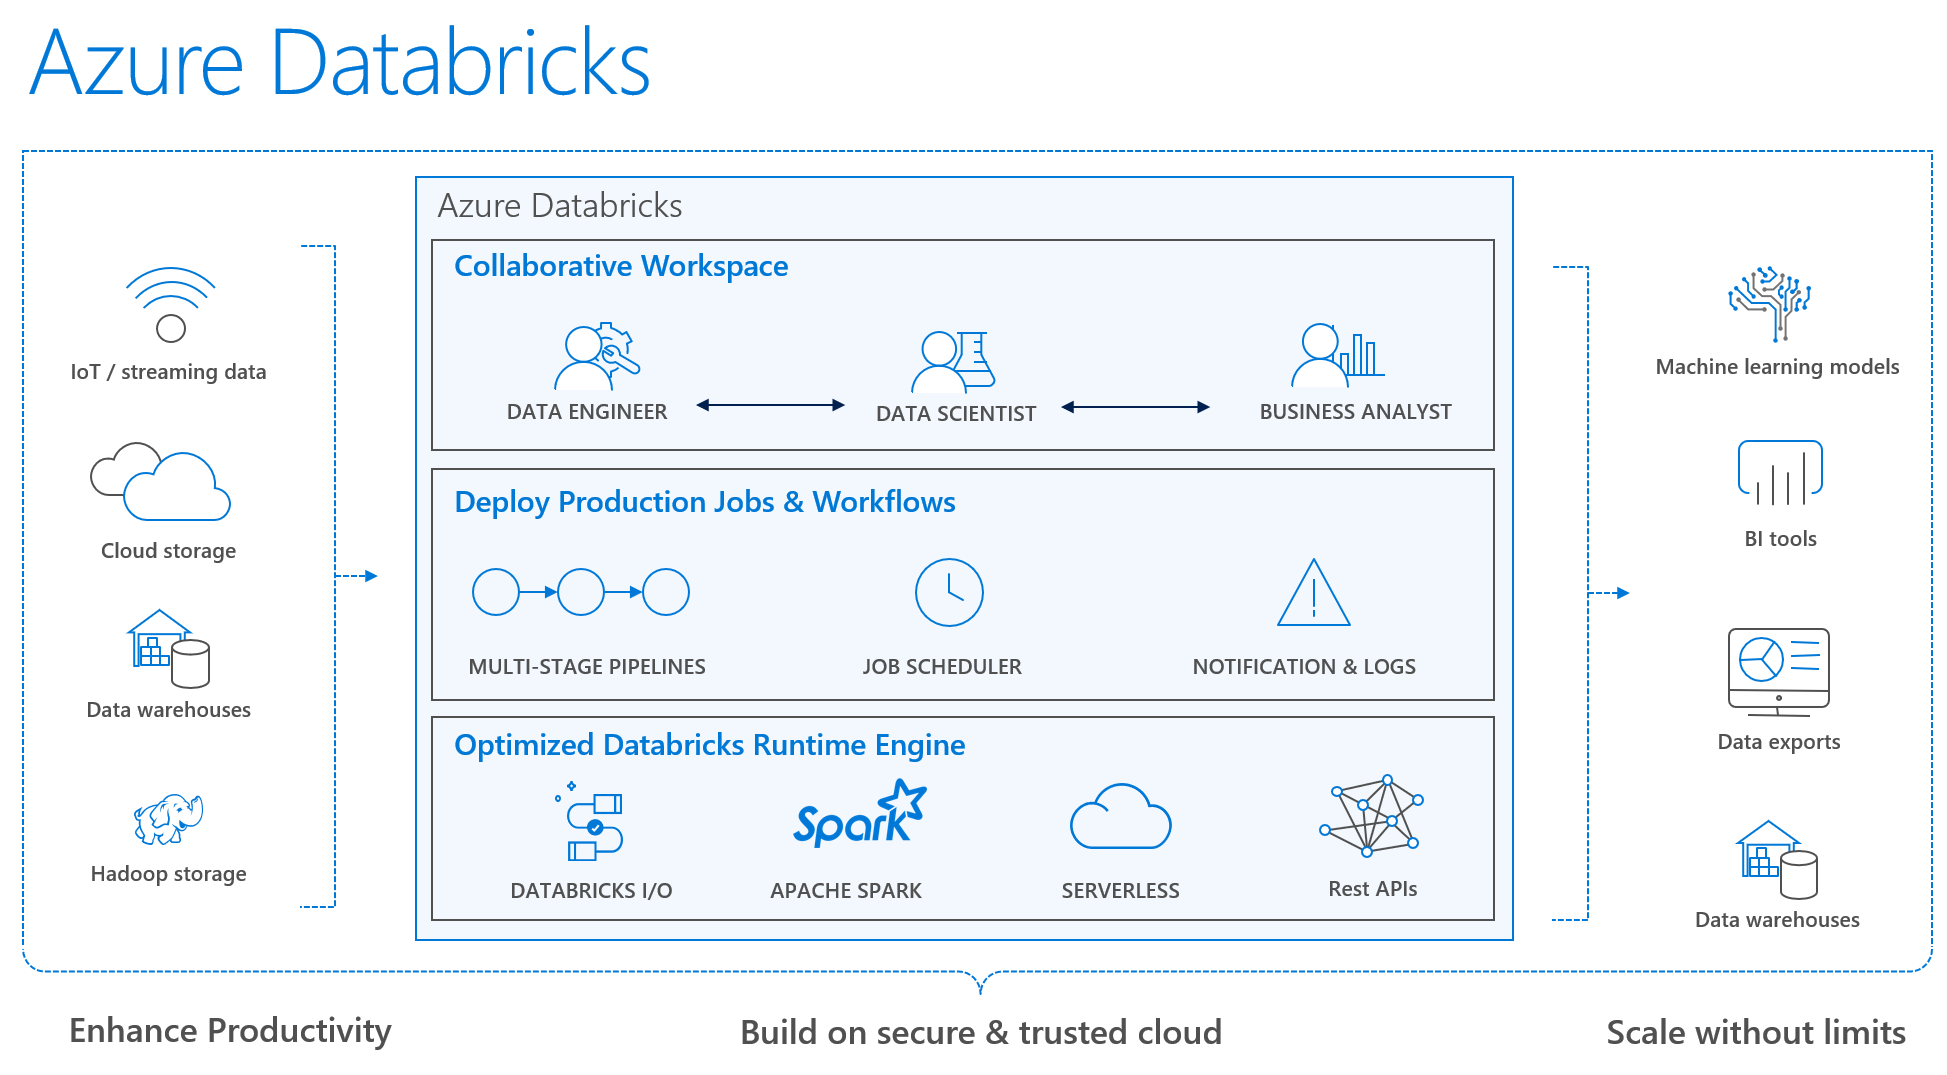 Azure Databricks
IoT / streaming data
Cloud storage
Data warehouses
Hadoop storage
Azure Databricks
Collaborative Workspace
DATA ENGINEER
DATA SCIENTIST
BUSINESS ANALYST
Deploy Production Jobs & Workflows
MULTI-STAGE PIPELINES
JOB SCHEDULER
NOTIFICATION & LOGS
Optimized Databricks Runtime Engine
Spark
DATABRICKS I/O
APACHE SPARK
SERVERLESS
Rest APIs
Machine learning models
BI tools
Data exports
Data warehouses
Enhance Productivity
Build on secure & trusted cloud
Scale without limits